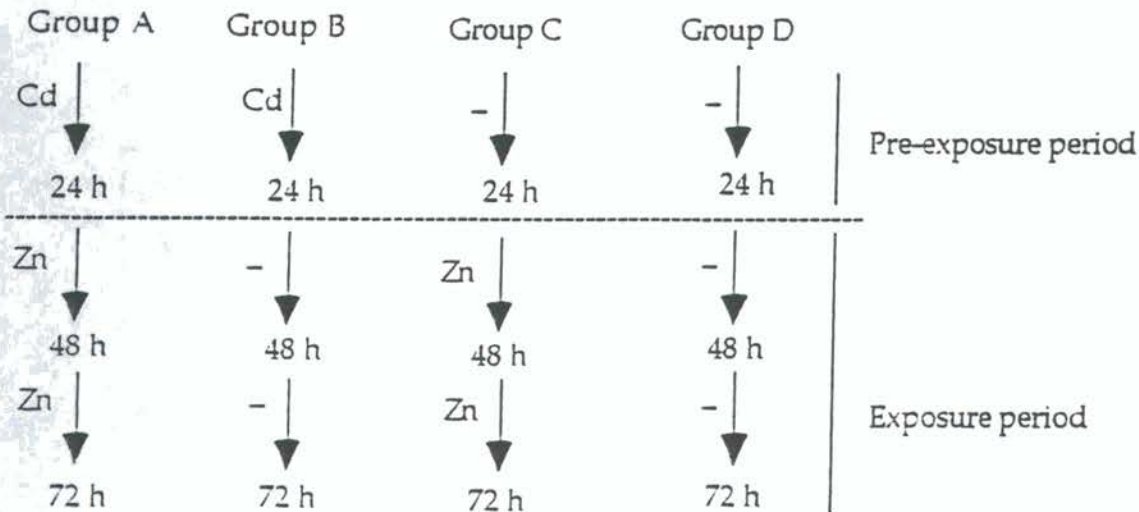 Group A Group B Group C Group D
Cd Cd – –
Pre-exposure period
24 h 24 h 24 h 24 h
Zn – Zn –
48 h 48 h 48 h 48 h
Zn – Zn –
Exposure period
72 h 72 h 72 h 72 h